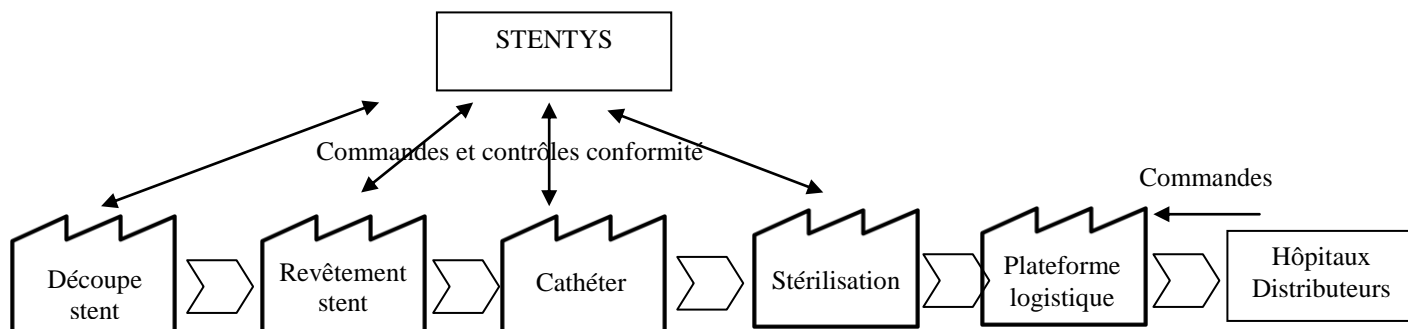 STENTYS
Commandes et contrôles conformité
Commandes
Découpe
stent
Revêtement
stent
Cathéter
Stérilisation
Plateforme
logistique
Hôpitaux
Distributeurs